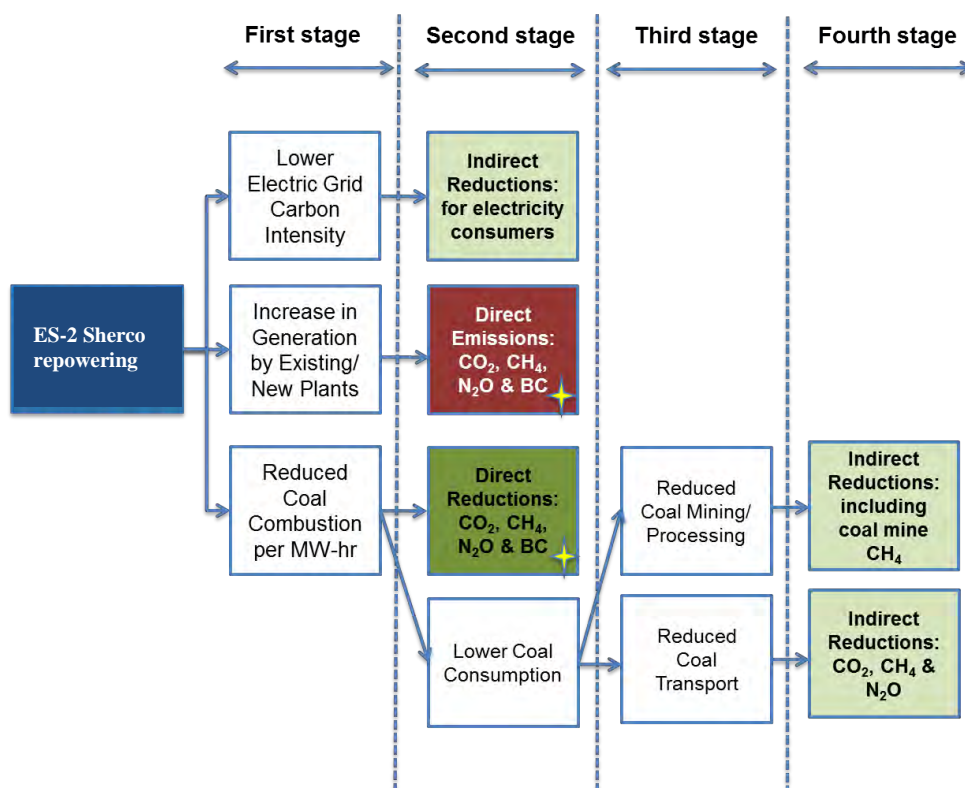 First stage
Second stage
Third stage
Fourth stage
Lower
Electric Grid
Carbon
Intensity
Indirect
Reductions:
for electricity
consumers
ES-2 Sherco
repowering
Increase in
Generation
by Existing/
New Plants
Direct
Emissions:
CO₂, CH₄,
N₂O & BC
Reduced
Coal
Combustion
per MW-hr
Direct
Reductions:
CO₂, CH₄,
N₂O & BC
Reduced
Coal Mining/
Processing
Indirect
Reductions:
including
coal mine
CH₄
Lower Coal
Consumption
Reduced
Coal
Transport
Indirect
Reductions:
CO₂, CH₄ &
N₂O